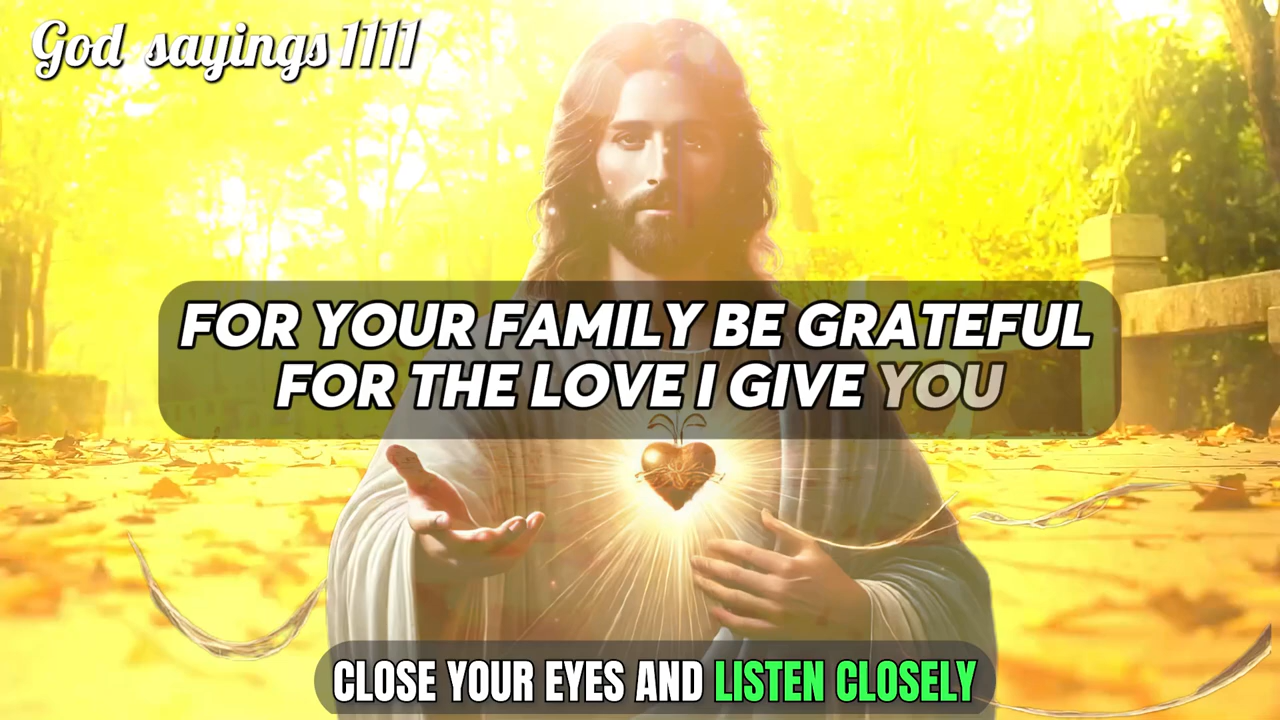 God sayings 1111
FOR YOUR FAMILY BE GRATEFUL
FOR THE LOVE I GIVE YOU
CLOSE YOUR EYES AND LISTEN CLOSELY